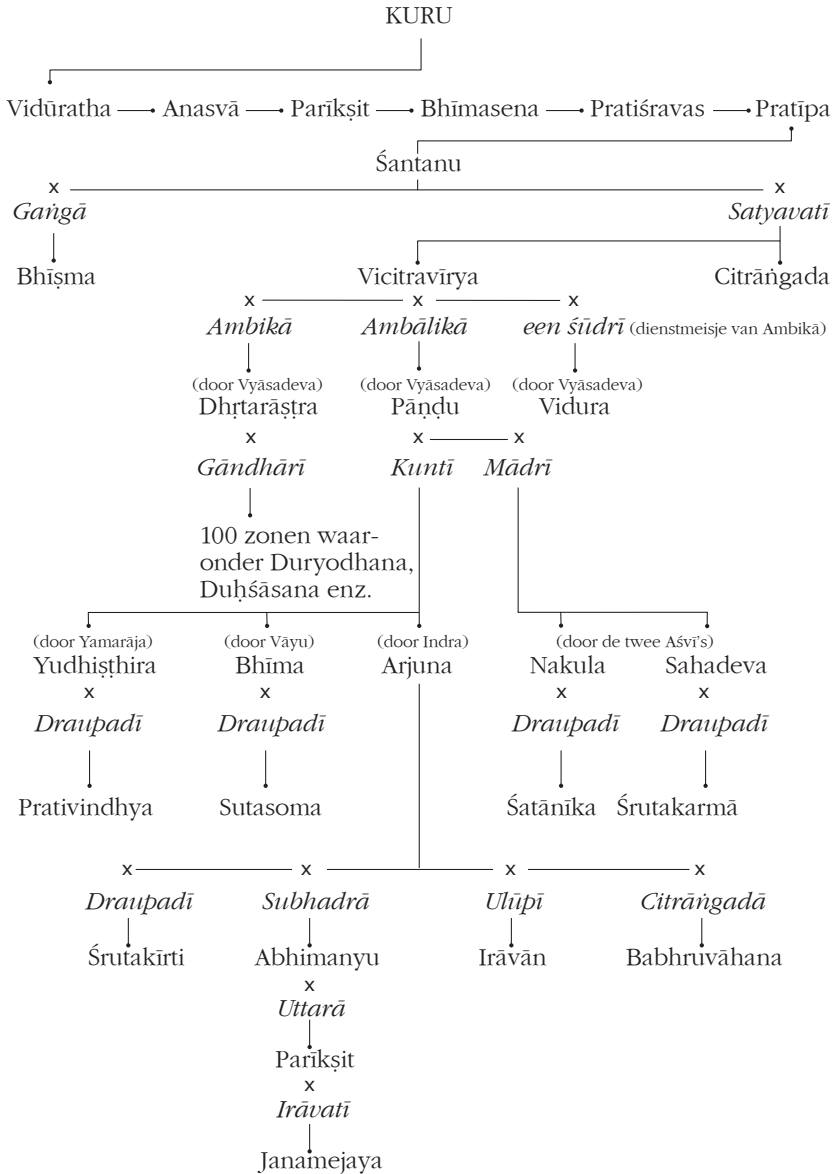 KURU
Vidūratha Anasvā Parīkṣit Bhīmasena Pratiśravas Pratīpa
Śantanu
x x
Gaṅgā Satyavatī
Bhīṣma Vicitravīrya Citrāṅgada
x x x
Ambikā Ambālikā een śūdrī (dienstmeisje van Ambikā)
(door Vyāsadeva) (door Vyāsadeva) (door Vyāsadeva)
Dhṛtarāṣṭra Pāṇḍu Vidura
x x x
Gāndhārī Kuntī Mādrī
100 zonen waar-
onder Duryodhana,
Duḥśāsana enz.
(door Yamarāja) (door Vāyu) (door Indra) (door de twee Aśvī's)
Yudhiṣṭhira Bhīma Arjuna Nakula Sahadeva
x x x x
Draupadī Draupadī Draupadī Draupadī
Prativindhya Sutasoma Śatānīka Śrutakarmā
x x x x
Draupadī Subhadrā Ulūpī Citrāṅgadā
Śrutakīrti Abhimanyu Irāvān Babhruvāhana
x
Uttarā
Parīkṣit
x
Irāvatī
Janamejaya